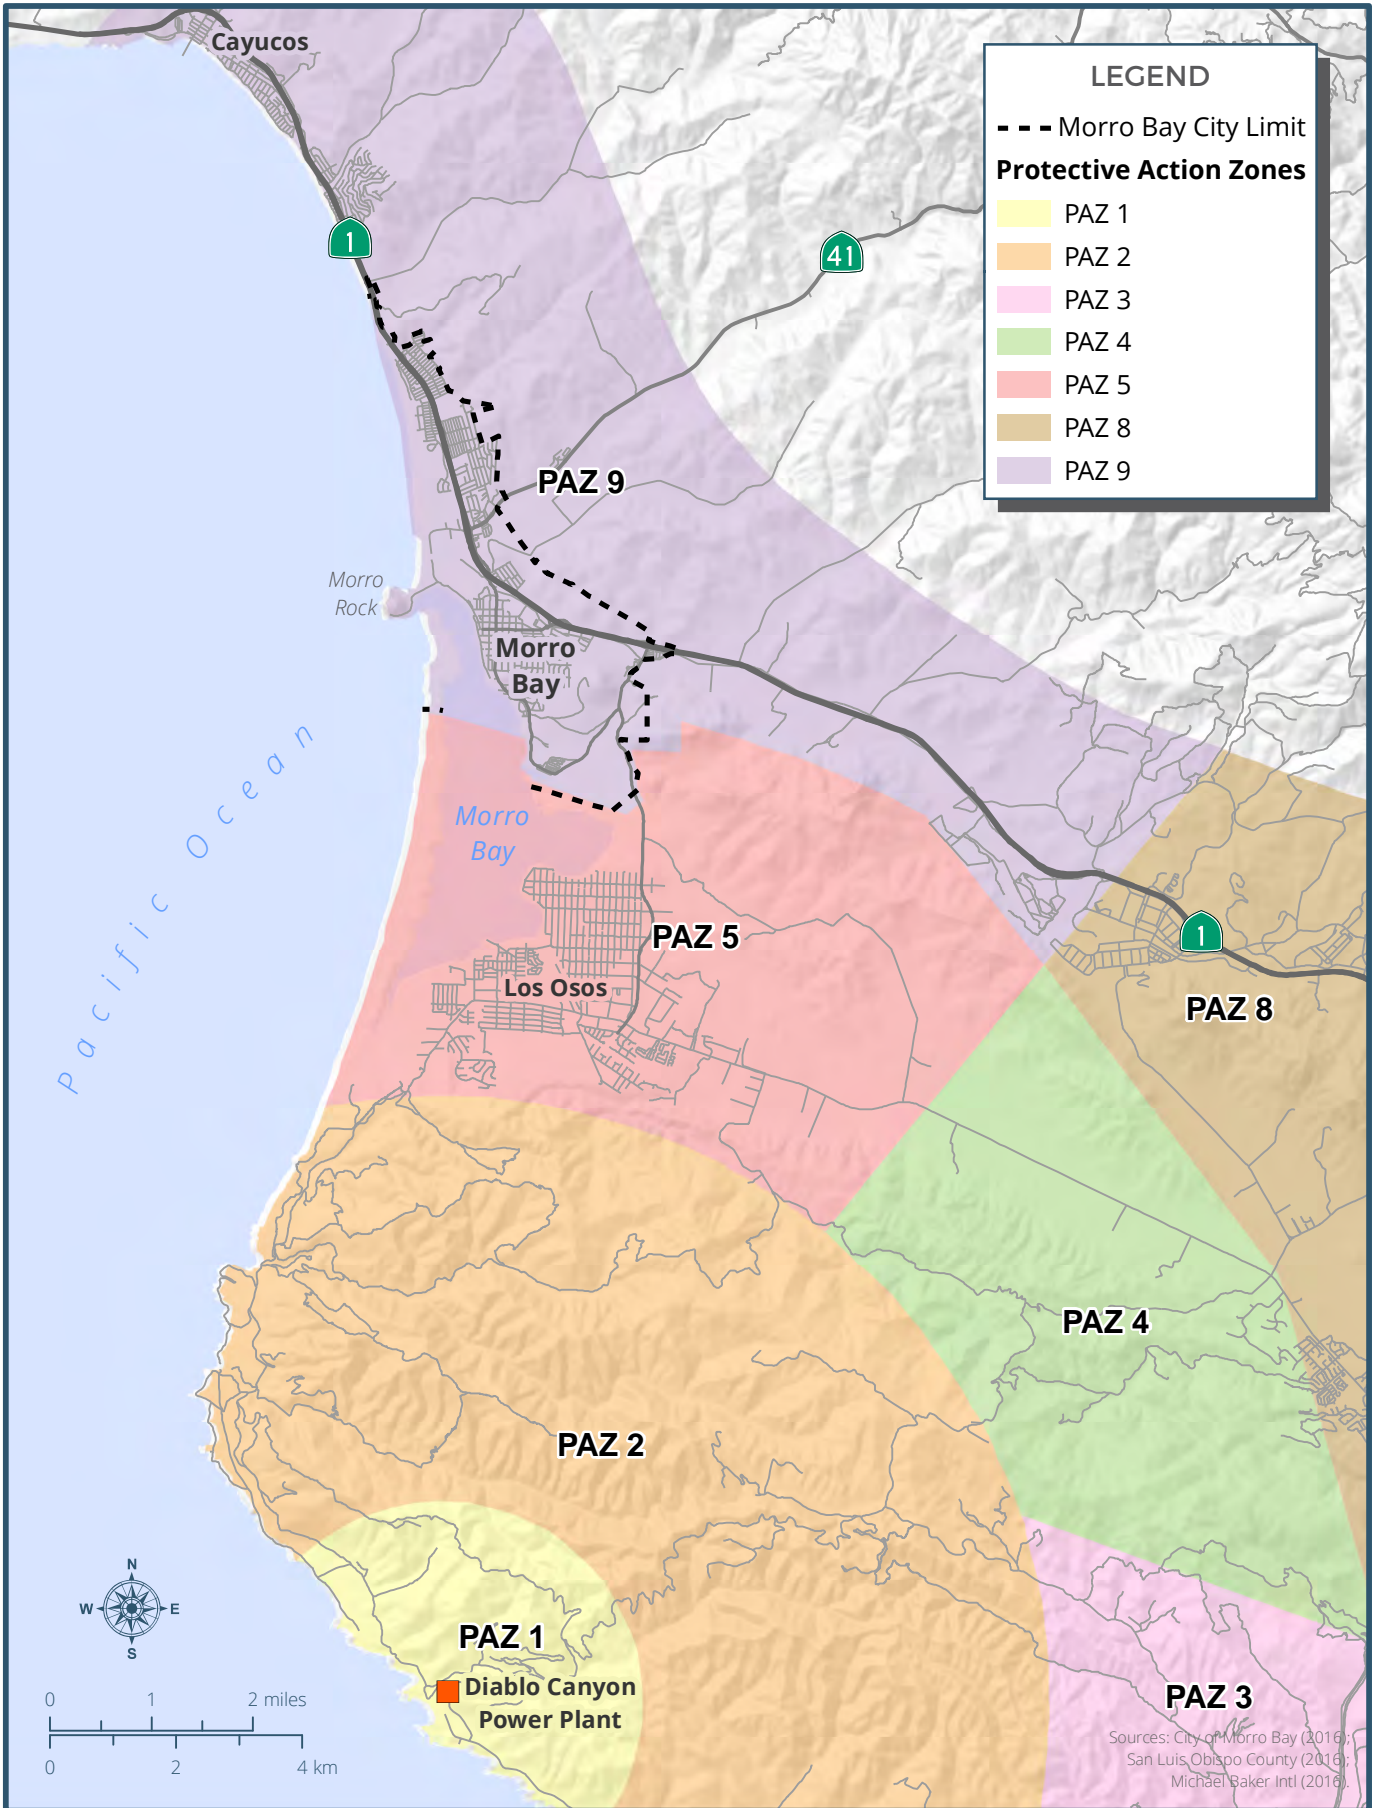 Cayucos
LEGEND
Morro Bay City Limit
Protective Action Zones
PAZ 1
PAZ 2
PAZ 3
PAZ 4
PAZ 5
PAZ 8
PAZ 9
1
41
PAZ 9
Morro
Rock
Morro
Bay
Pacific Ocean
Morro
Bay
PAZ 5
1
Los Osos
PAZ 8
PAZ 4
PAZ 2
N
W E
S
PAZ 1
Diablo Canyon
Power Plant
PAZ 3
0 1 2 miles
0 2 4 km
Sources: City of Morro Bay (2016);
San Luis Obispo County (2016);
Michael Baker Intl (2016).